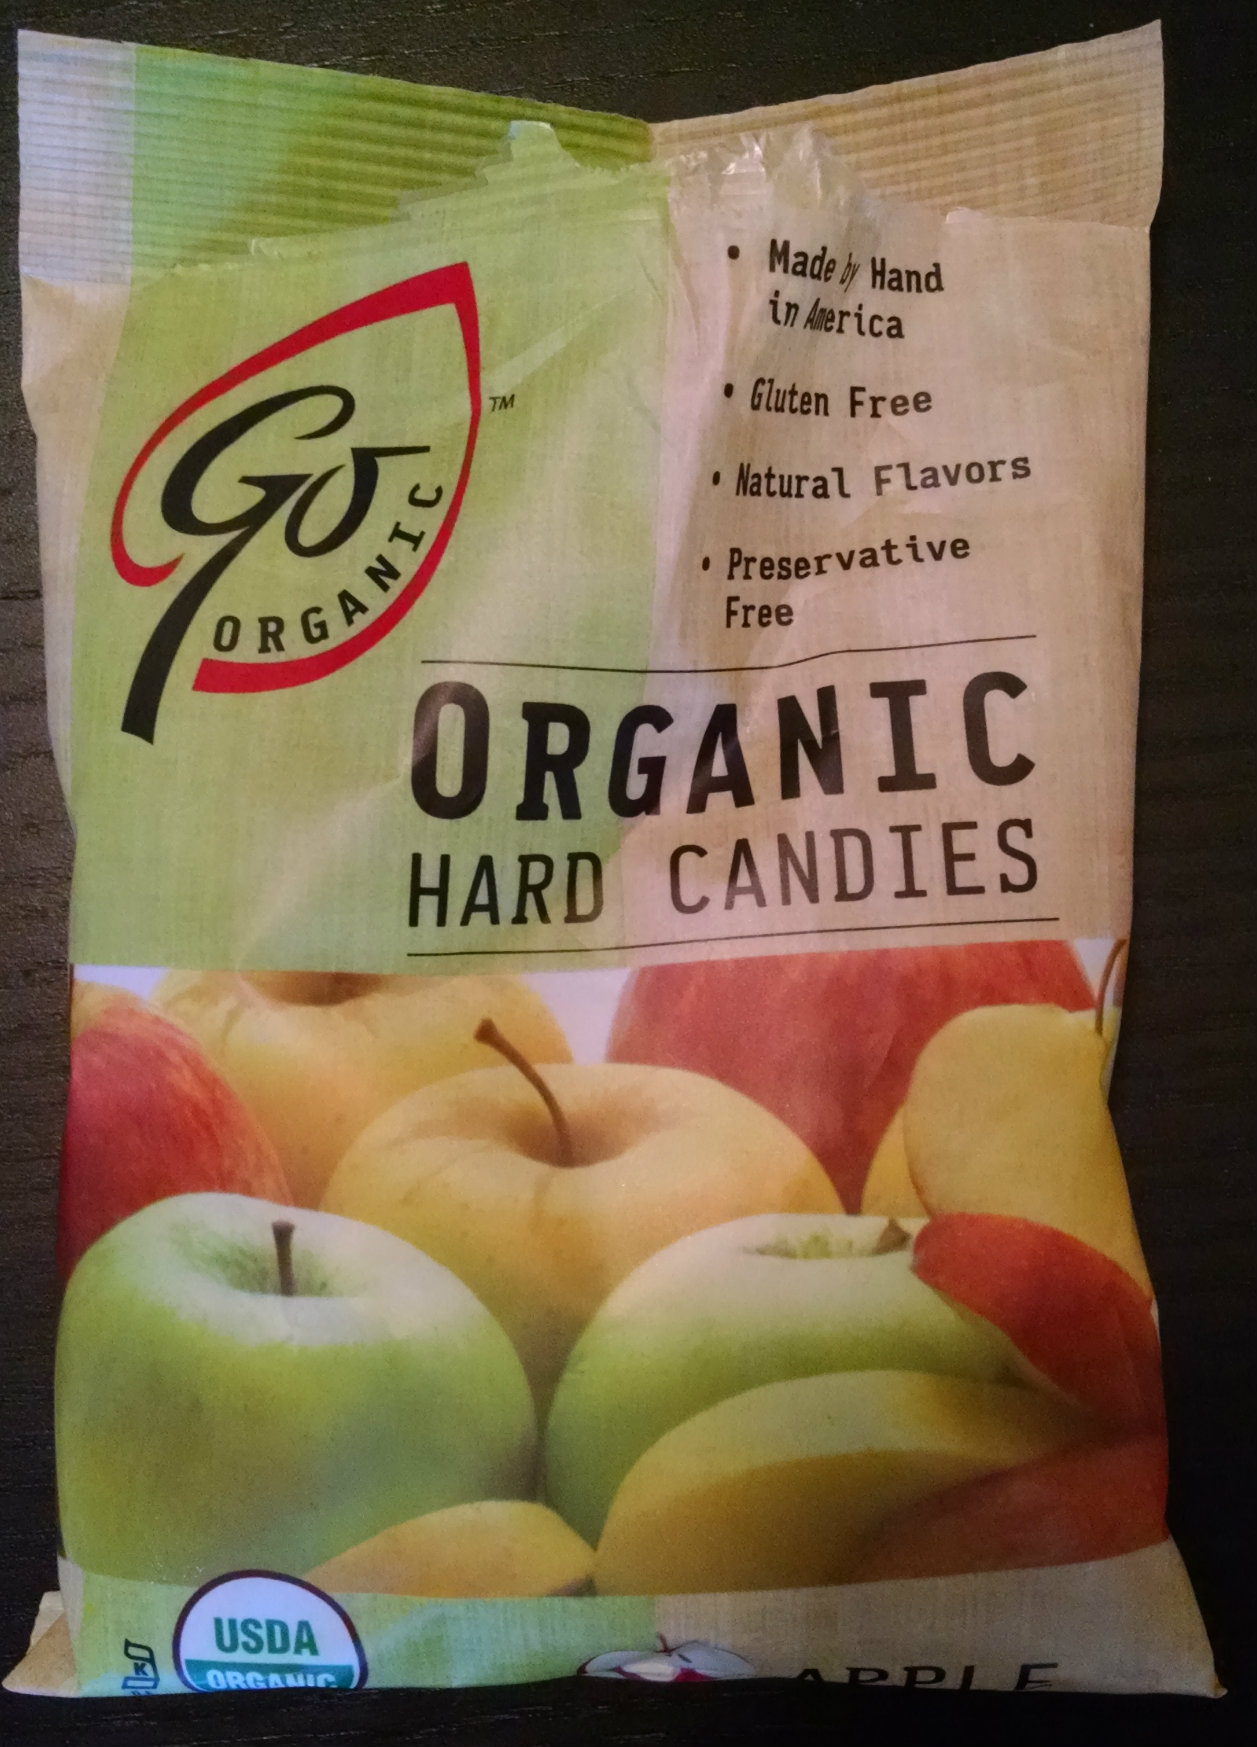 Go
ORGANIC
™
• Made by Hand
in America
• Gluten Free
• Natural Flavors
• Preservative
Free
ORGANIC
HARD CANDIES
USDA
ORGANIC
K
APPLE